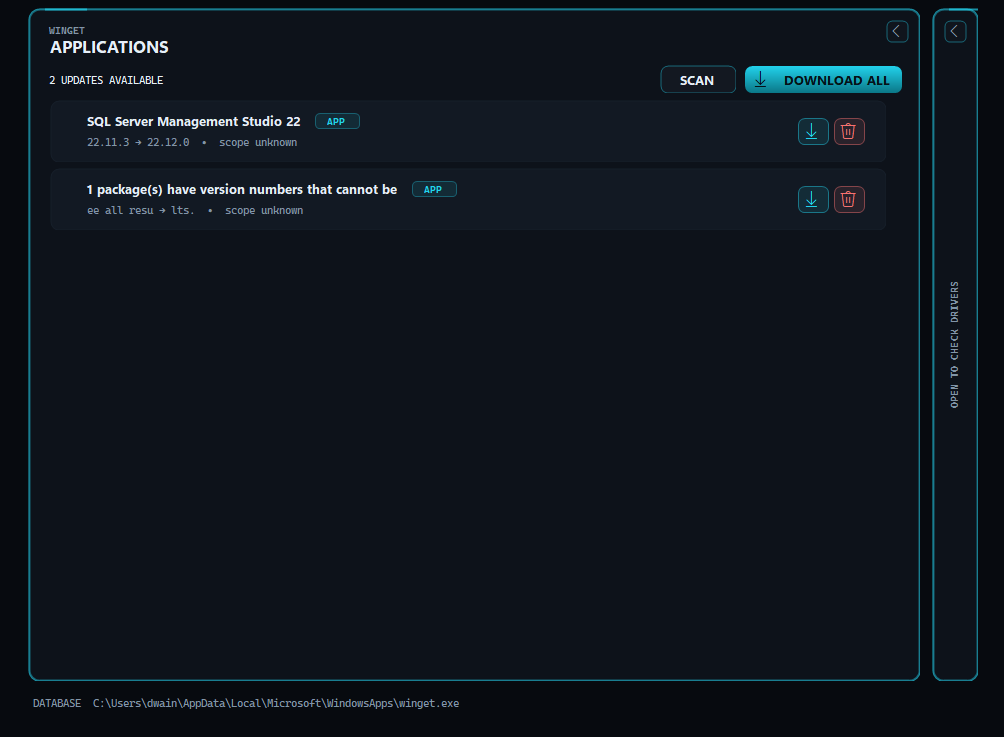 WINGET
APPLICATIONS
2 UPDATES AVAILABLE
SCAN
DOWNLOAD ALL
SQL Server Management Studio 22 APP
22.11.3 → 22.12.0 • scope unknown
1 package(s) have version numbers that cannot be APP
ee all resu → lts. • scope unknown
OPEN TO CHECK DRIVERS
DATABASE C:\Users\dwain\AppData\Local\Microsoft\WindowsApps\winget.exe